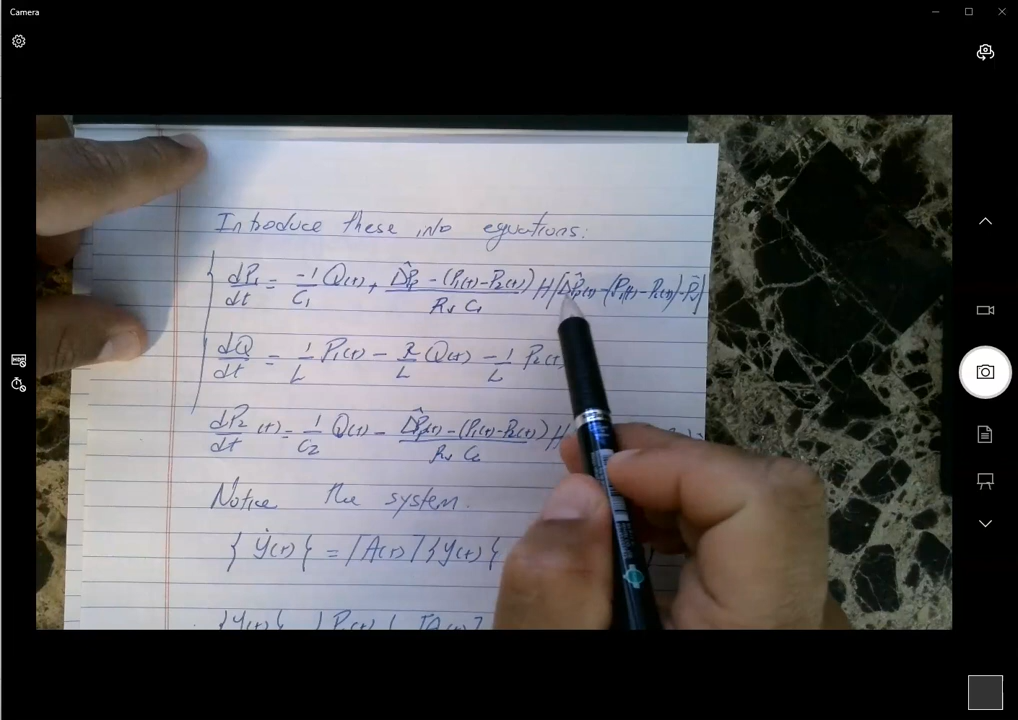 Camera
Introduce these into equations:
dP₁/dt = -1/C₁ Q(t) + ΔP̂p - (P₁(t) - P₂(t)) / Rv C₁ H[ΔP̂p(t) - (P₁(t) - P₂(t)) - P̃v]
dQ/dt = 1/L P₁(t) - R/L Q(t) - 1/L P₂(t
dP₂/dt (t) = 1/C₂ Q(t) - ΔP̂p(t) - (P₁(t) - P₂(t)) / Rv C₂ H
Notice the system.
{ Ẏ(t) } = [A(t)] {Y(t)}